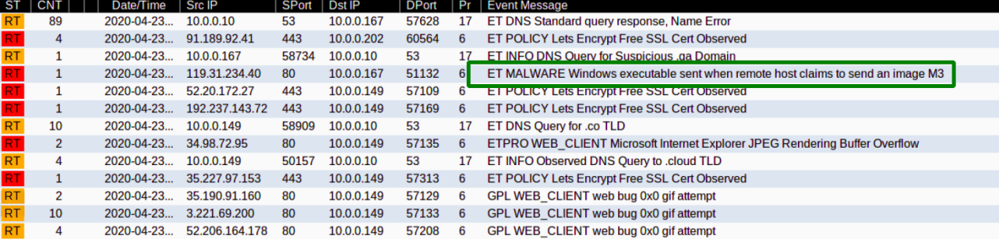 ST CNT Date/Time Src IP SPort Dst IP DPort Pr Event Message
RT 89 2020-04-23... 10.0.0.10 53 10.0.0.167 57628 17 ET DNS Standard query response, Name Error
RT 4 2020-04-23... 91.189.92.41 443 10.0.0.202 60564 6 ET POLICY Lets Encrypt Free SSL Cert Observed
RT 1 2020-04-23... 10.0.0.167 58734 10.0.0.10 53 17 ET INFO DNS Query for Suspicious .ga Domain
RT 1 2020-04-23... 119.31.234.40 80 10.0.0.167 51132 6 ET MALWARE Windows executable sent when remote host claims to send an image M3
RT 1 2020-04-23... 52.20.172.27 443 10.0.0.149 57109 6 ET POLICY Lets Encrypt Free SSL Cert Observed
RT 1 2020-04-23... 192.237.143.72 443 10.0.0.149 57169 6 ET POLICY Lets Encrypt Free SSL Cert Observed
RT 10 2020-04-23... 10.0.0.149 58909 10.0.0.10 53 17 ET DNS Query for .co TLD
RT 2 2020-04-23... 34.98.72.95 80 10.0.0.149 57135 6 ETPRO WEB_CLIENT Microsoft Internet Explorer JPEG Rendering Buffer Overflow
RT 4 2020-04-23... 10.0.0.149 50157 10.0.0.10 53 17 ET INFO Observed DNS Query to .cloud TLD
RT 1 2020-04-23... 35.227.97.153 443 10.0.0.149 57313 6 ET POLICY Lets Encrypt Free SSL Cert Observed
RT 2 2020-04-23... 35.190.91.160 80 10.0.0.149 57129 6 GPL WEB_CLIENT web bug 0x0 gif attempt
RT 10 2020-04-23... 3.221.69.200 80 10.0.0.149 57133 6 GPL WEB_CLIENT web bug 0x0 gif attempt
RT 4 2020-04-23... 52.206.164.178 80 10.0.0.149 57208 6 GPL WEB_CLIENT web bug 0x0 gif attempt